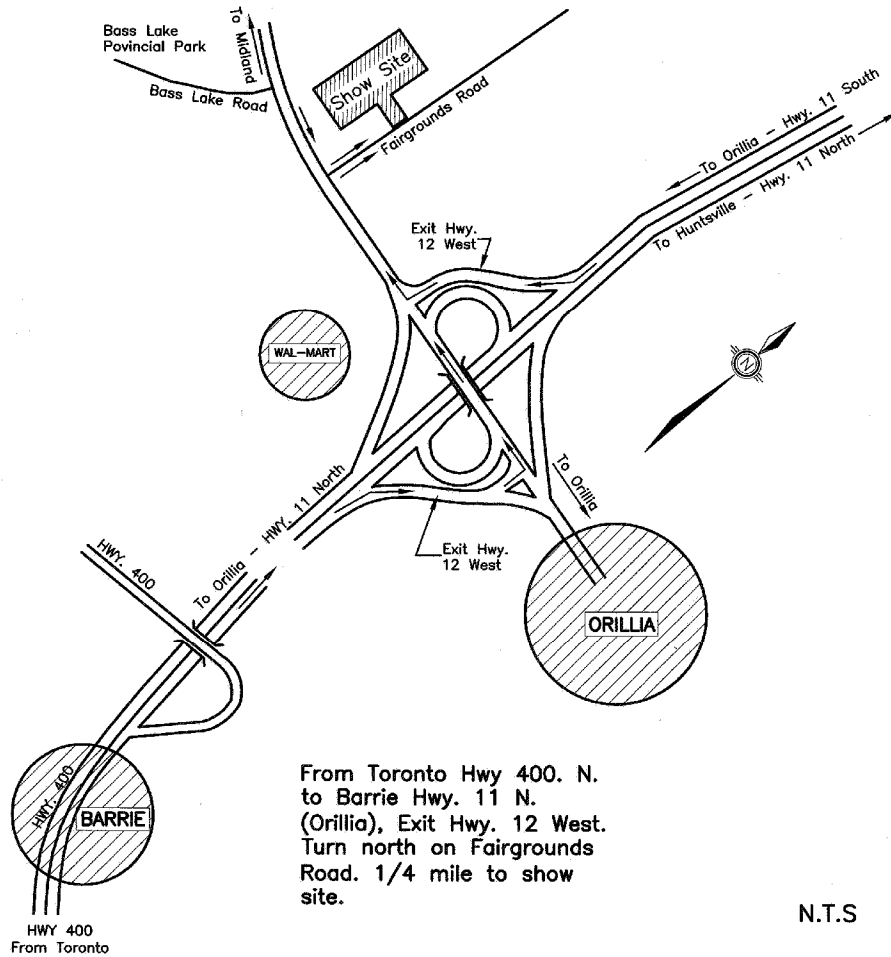 Bass Lake
Povincial Park
To Midland
Bass Lake Road
Show Site
Fairgrounds Road
To Orillia - Hwy. 11 South
To Huntsville - Hwy. 11 North
Exit Hwy.
12 West
WAL-MART
N
To Orillia
To Orillia - HWY. 11 North
Exit Hwy.
12 West
HWY. 400
ORILLIA
HWY. 400
BARRIE
From Toronto Hwy 400. N.
to Barrie Hwy. 11 N.
(Orillia), Exit Hwy. 12 West.
Turn north on Fairgrounds
Road. 1/4 mile to show
site.
N.T.S
HWY 400
From Toronto